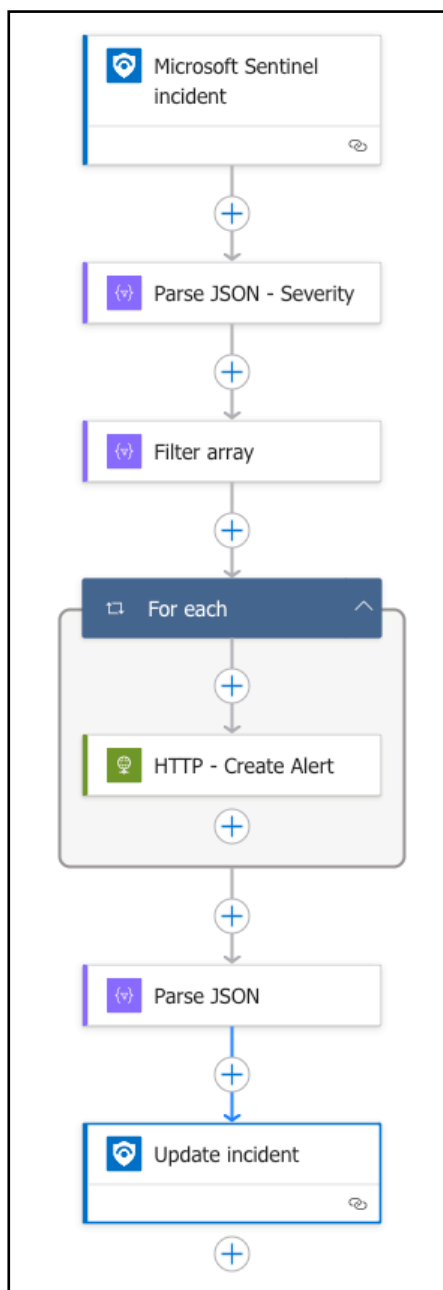 Microsoft Sentinel
incident
Parse JSON - Severity
Filter array
For each
HTTP - Create Alert
Parse JSON
Update incident